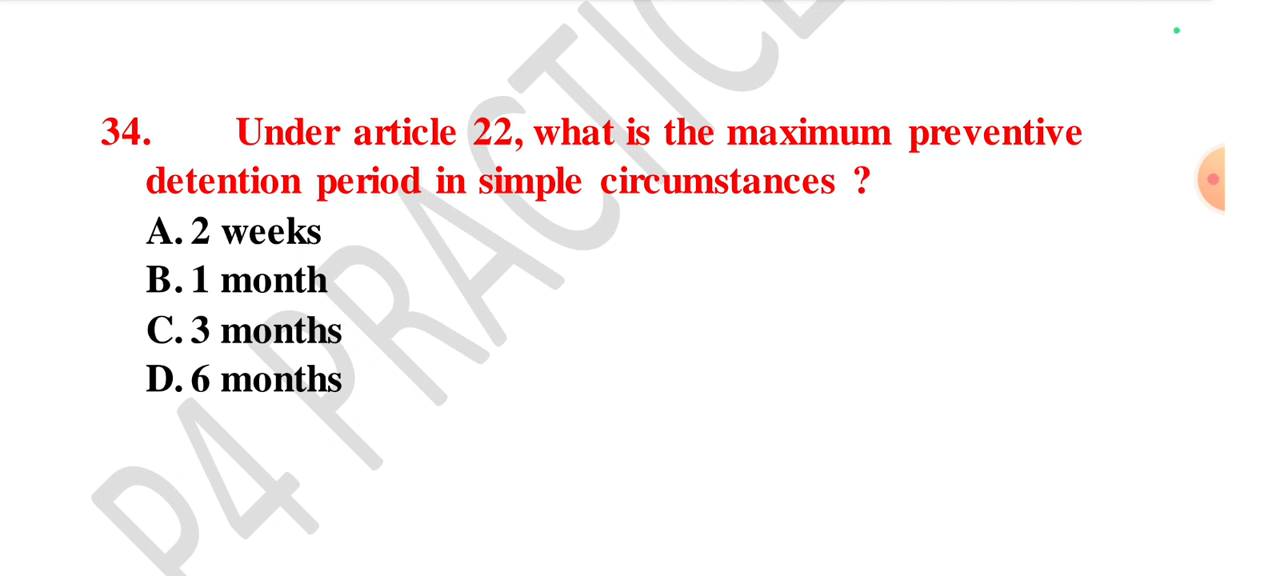 34. Under article 22, what is the maximum preventive
detention period in simple circumstances ?
A. 2 weeks
B. 1 month
C. 3 months
D. 6 months
P4 PRACTICE